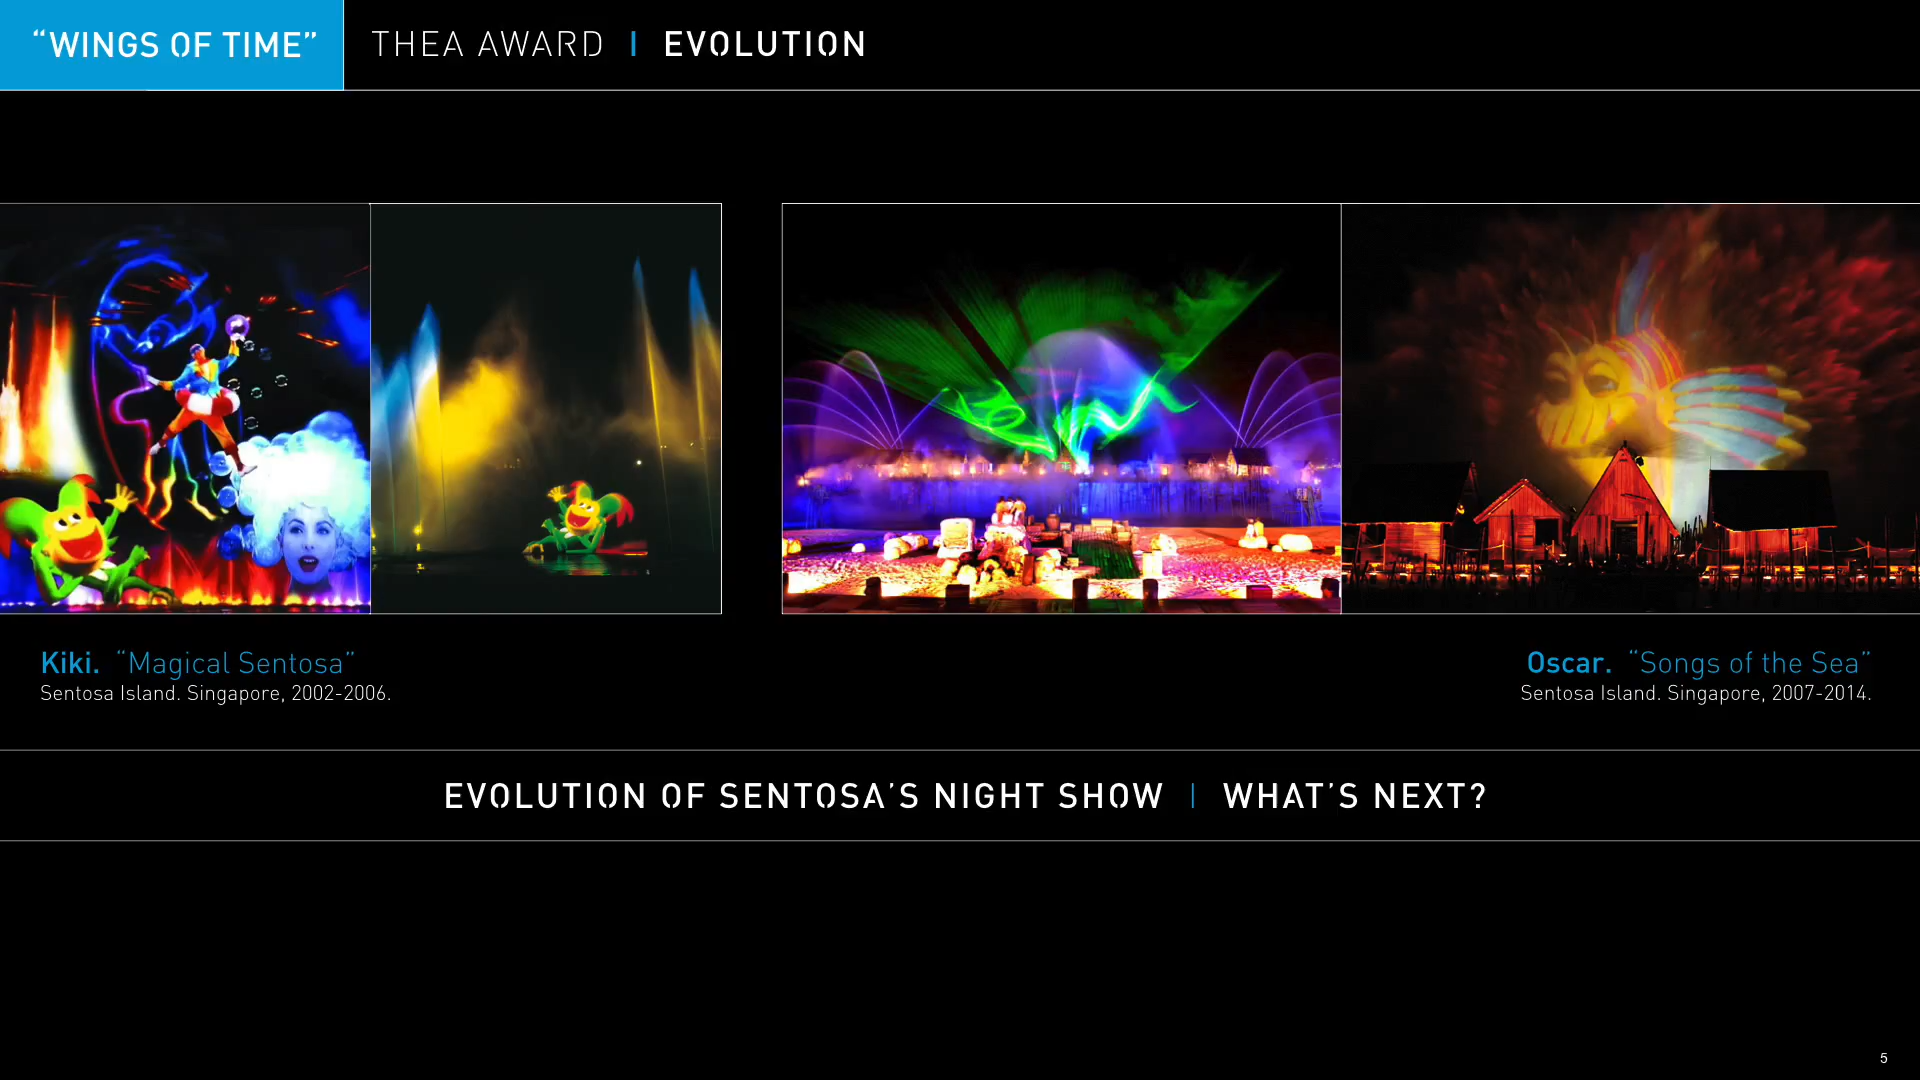 “WINGS OF TIME” THEA AWARD | EVOLUTION
Kiki. “Magical Sentosa”
Sentosa Island. Singapore, 2002-2006.
Oscar. “Songs of the Sea”
Sentosa Island. Singapore, 2007-2014.
EVOLUTION OF SENTOSA’S NIGHT SHOW | WHAT’S NEXT?
5